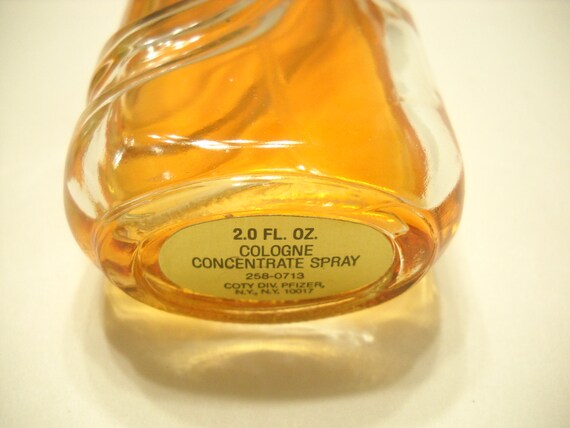 2.0 FL. OZ.
COLOGNE
CONCENTRATE SPRAY
258-0713
COTY DIV. PFIZER,
N.Y., N.Y. 10017